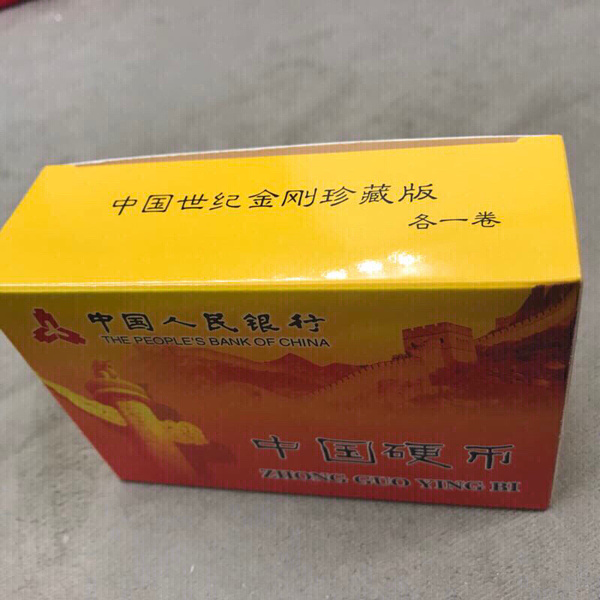 中国世纪金刚珍藏版
各一卷
中国人民银行
THE PEOPLE'S BANK OF CHINA
中国硬币
ZHONG GUO YING BI